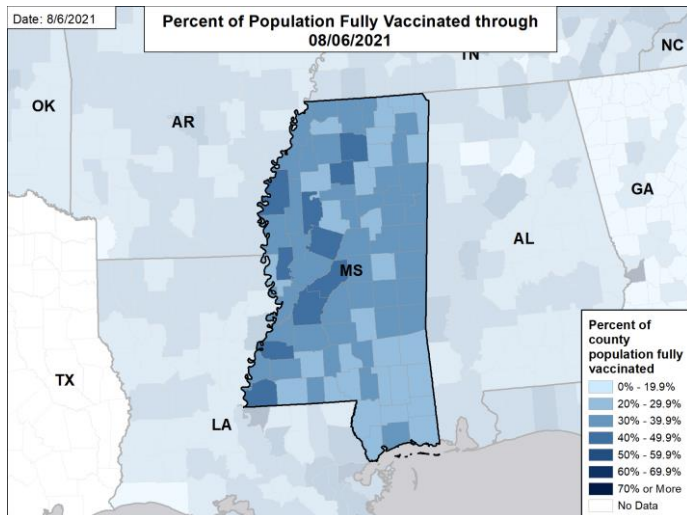 Date: 8/6/2021
Percent of Population Fully Vaccinated through
08/06/2021
TN
NC
OK
AR
GA
AL
MS
TX
LA
Percent of
county
population fully
vaccinated
0% - 19.9%
20% - 29.9%
30% - 39.9%
40% - 49.9%
50% - 59.9%
60% - 69.9%
70% or More
No Data